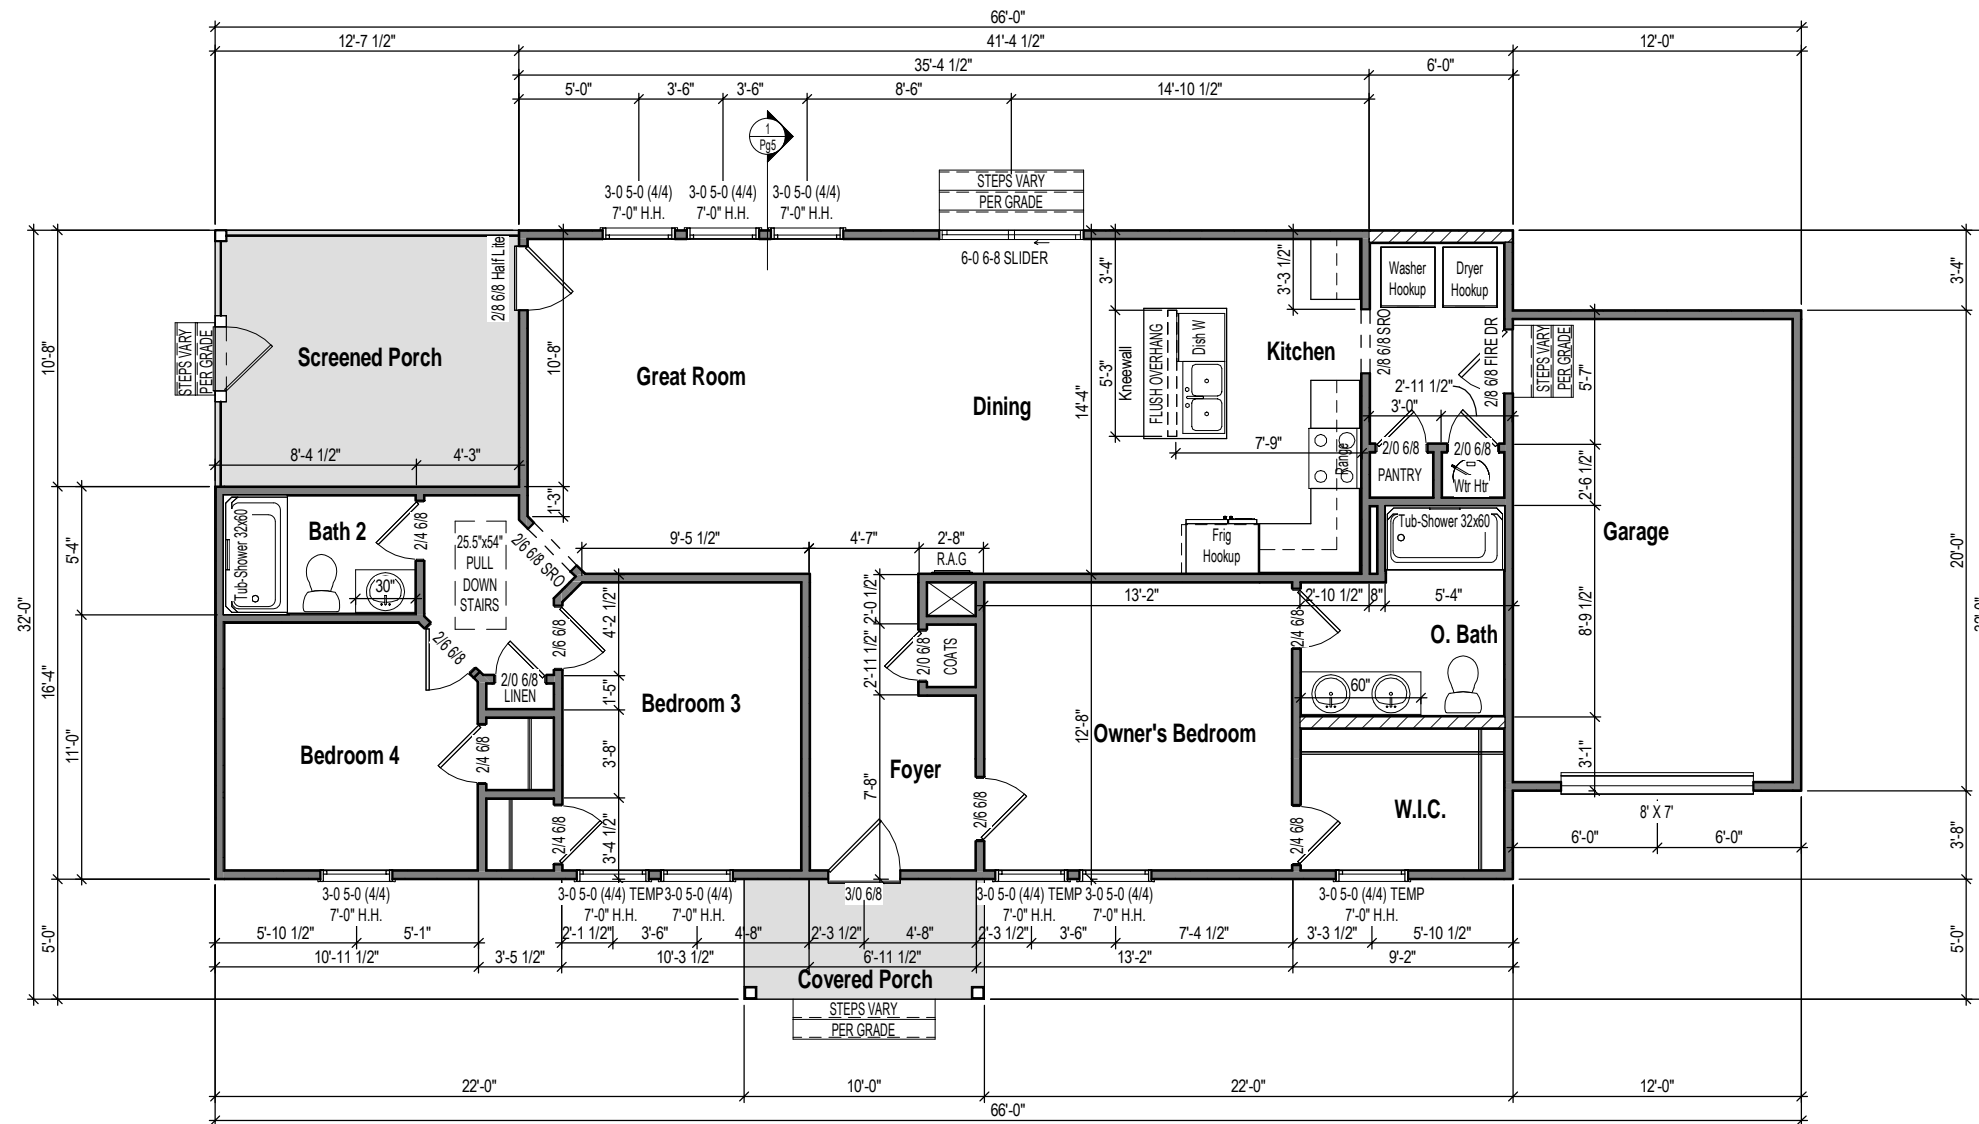 66'-0"
12'-7 1/2"
41'-4 1/2"
12'-0"
35'-4 1/2"
6'-0"
5'-0"
3'-6"
3'-6"
8'-6"
14'-10 1/2"
1
Pg5
3-0 5-0 (4/4)
7'-0" H.H.
3-0 5-0 (4/4)
7'-0" H.H.
3-0 5-0 (4/4)
7'-0" H.H.
STEPS VARY
PER GRADE
6-0 6-8 SLIDER
2/8 6/8 Half Lite
3'-4"
3'-3 1/2"
Washer
Hookup
Dryer
Hookup
3'-4"
10'-8"
STEPS VARY
PER GRADE
Screened Porch
10'-8"
Great Room
Dining
14'-4"
5'-3"
Kneewall
FLUSH OVERHANG
Dish W
Kitchen
2/8 6/8 SRO
2/8 6/8 FIRE DR
STEPS VARY
PER GRADE
5'-7"
2'-11 1/2"
3'-0"
8'-4 1/2"
4'-3"
7'-9"
Range
2/0 6/8
PANTRY
2/0 6/8
Wtr Htr
2'-6 1/2"
1'-3"
5'-4"
Tub-Shower 32x60
Bath 2
30"
2/4 6/8
25.5"x54"
PULL
DOWN
STAIRS
2/6 6/8 SRO
9'-5 1/2"
4'-7"
2'-8"
R.A.G
Frig
Hookup
Tub-Shower 32x60
Garage
20'-0"
32'-0"
13'-2"
2'-10 1/2"
8"
5'-4"
8'-9 1/2"
4'-2 1/2"
2'-0 1/2"
2/6 6/8
2/6 6/8
2/4 6/8
O. Bath
2'-11 1/2"
2/0 6/8
COATS
16'-4"
2/0 6/8
LINEN
1'-5"
60"
Bedroom 3
Owner's Bedroom
12'-8"
11'-0"
Bedroom 4
2/4 6/8
3'-8"
Foyer
7'-8"
3'-1"
2/6 6/8
W.I.C.
2/4 6/8
2/4 6/8
3'-4 1/2"
8' X 7'
6'-0"
6'-0"
3'-8"
3-0 5-0 (4/4)
7'-0" H.H.
3-0 5-0 (4/4) TEMP
7'-0" H.H.
3-0 5-0 (4/4)
7'-0" H.H.
3/0 6/8
3-0 5-0 (4/4) TEMP
7'-0" H.H.
3-0 5-0 (4/4)
7'-0" H.H.
3-0 5-0 (4/4) TEMP
7'-0" H.H.
5'-0"
5'-10 1/2"
5'-1"
2'-1 1/2"
3'-6"
4'-8"
2'-3 1/2"
4'-8"
2'-3 1/2"
3'-6"
7'-4 1/2"
3'-3 1/2"
5'-10 1/2"
5'-0"
10'-11 1/2"
3'-5 1/2"
10'-3 1/2"
6'-11 1/2"
13'-2"
9'-2"
Covered Porch
STEPS VARY
PER GRADE
22'-0"
10'-0"
22'-0"
12'-0"
66'-0"